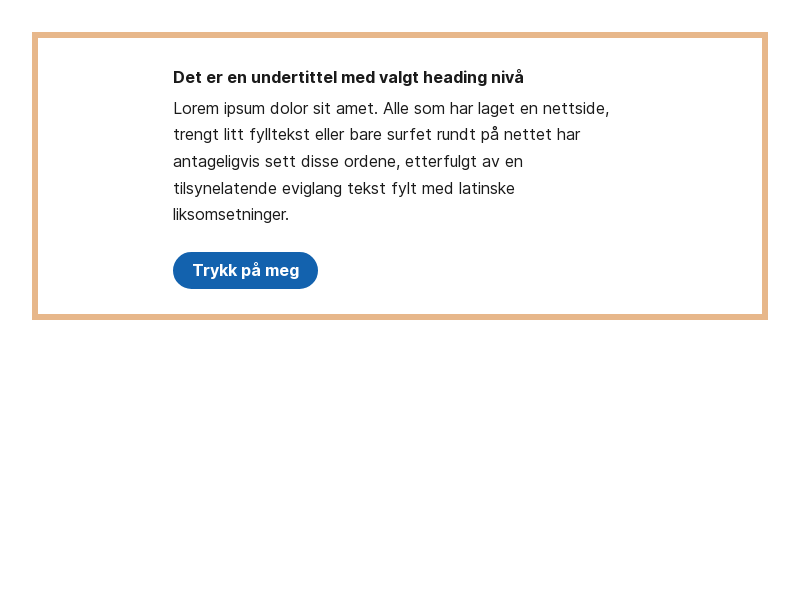 Det er en undertittel med valgt heading nivå
Lorem ipsum dolor sit amet. Alle som har laget en nettside,
trengt litt fylltekst eller bare surfet rundt på nettet har
antageligvis sett disse ordene, etterfulgt av en
tilsynelatende eviglang tekst fylt med latinske
liksomsetninger.
Trykk på meg